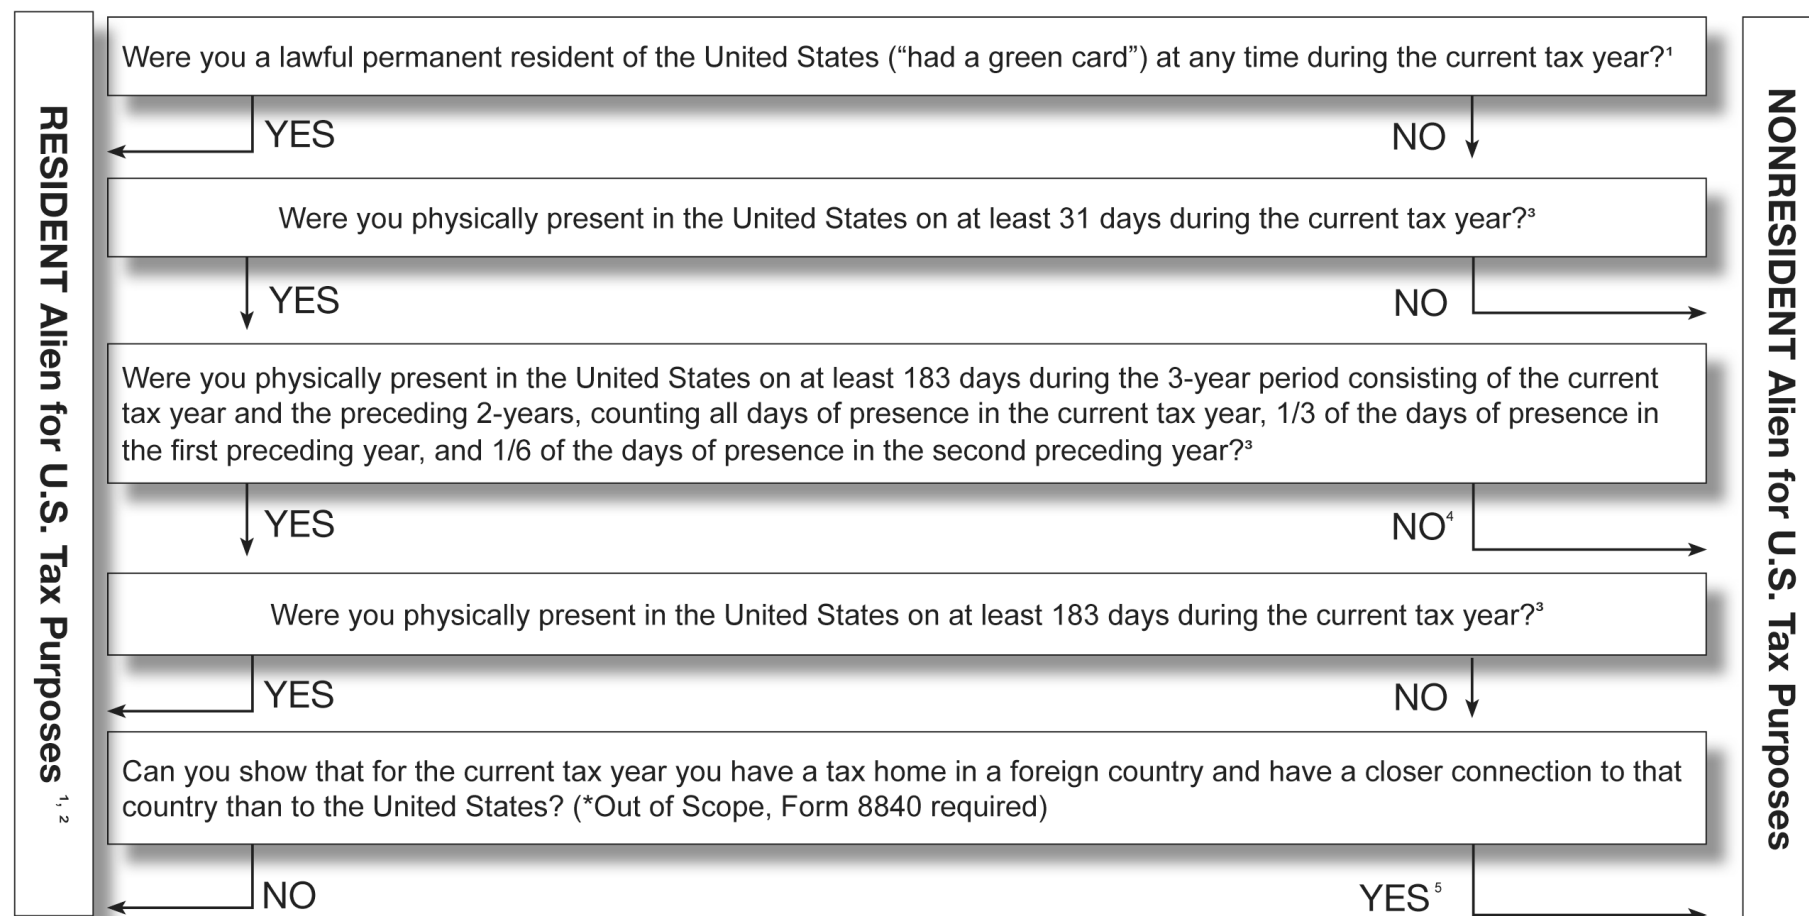 RESIDENT Alien for U.S. Tax Purposes ¹, ²
Were you a lawful permanent resident of the United States (“had a green card”) at any time during the current tax year?¹
YES
NO
Were you physically present in the United States on at least 31 days during the current tax year?³
YES
NO
Were you physically present in the United States on at least 183 days during the 3-year period consisting of the current
tax year and the preceding 2-years, counting all days of presence in the current tax year, 1/3 of the days of presence in
the first preceding year, and 1/6 of the days of presence in the second preceding year?³
YES
NO⁴
Were you physically present in the United States on at least 183 days during the current tax year?³
YES
NO
Can you show that for the current tax year you have a tax home in a foreign country and have a closer connection to that
country than to the United States? (*Out of Scope, Form 8840 required)
NO
YES ⁵
NONRESIDENT Alien for U.S. Tax Purposes